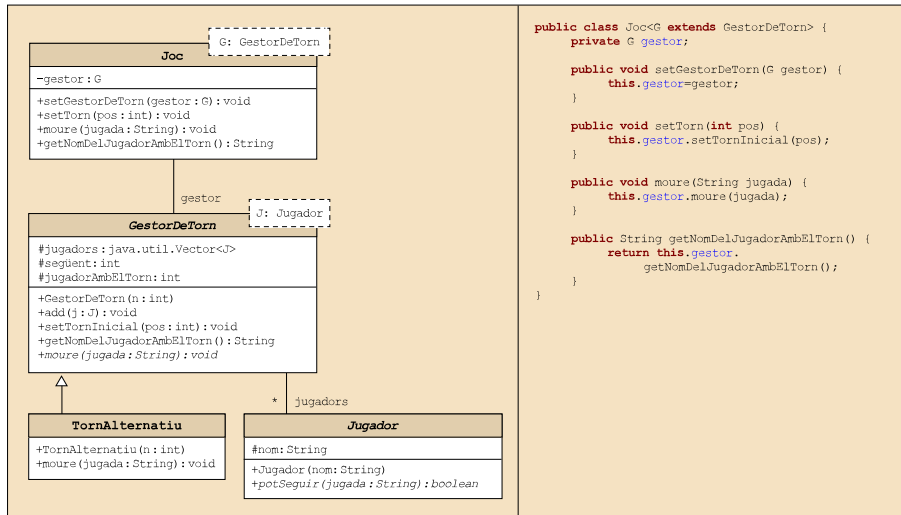 G: GestorDeTorn
Joc
-gestor:G
+setGestorDeTorn(gestor:G):void
+setTorn(pos:int):void
+moure(jugada:String):void
+getNomDelJugadorAmbElTorn():String
gestor
J: Jugador
GestorDeTorn
#jugadors:java.util.Vector<J>
#següent:int
#jugadorAmbElTorn:int
+GestorDeTorn(n:int)
+add(j:J):void
+setTornInicial(pos:int):void
+getNomDelJugadorAmbElTorn():String
+moure(jugada:String):void
* jugadors
TornAlternatiu
+TornAlternatiu(n:int)
+moure(jugada:String):void
Jugador
#nom:String
+Jugador(nom:String)
+potSeguir(jugada:String):boolean
public class Joc<G extends GestorDeTorn> {
private G gestor;
public void setGestorDeTorn(G gestor) {
this.gestor=gestor;
}
public void setTorn(int pos) {
this.gestor.setTornInicial(pos);
}
public void moure(String jugada) {
this.gestor.moure(jugada);
}
public String getNomDelJugadorAmbElTorn() {
return this.gestor.
getNomDelJugadorAmbElTorn();
}
}